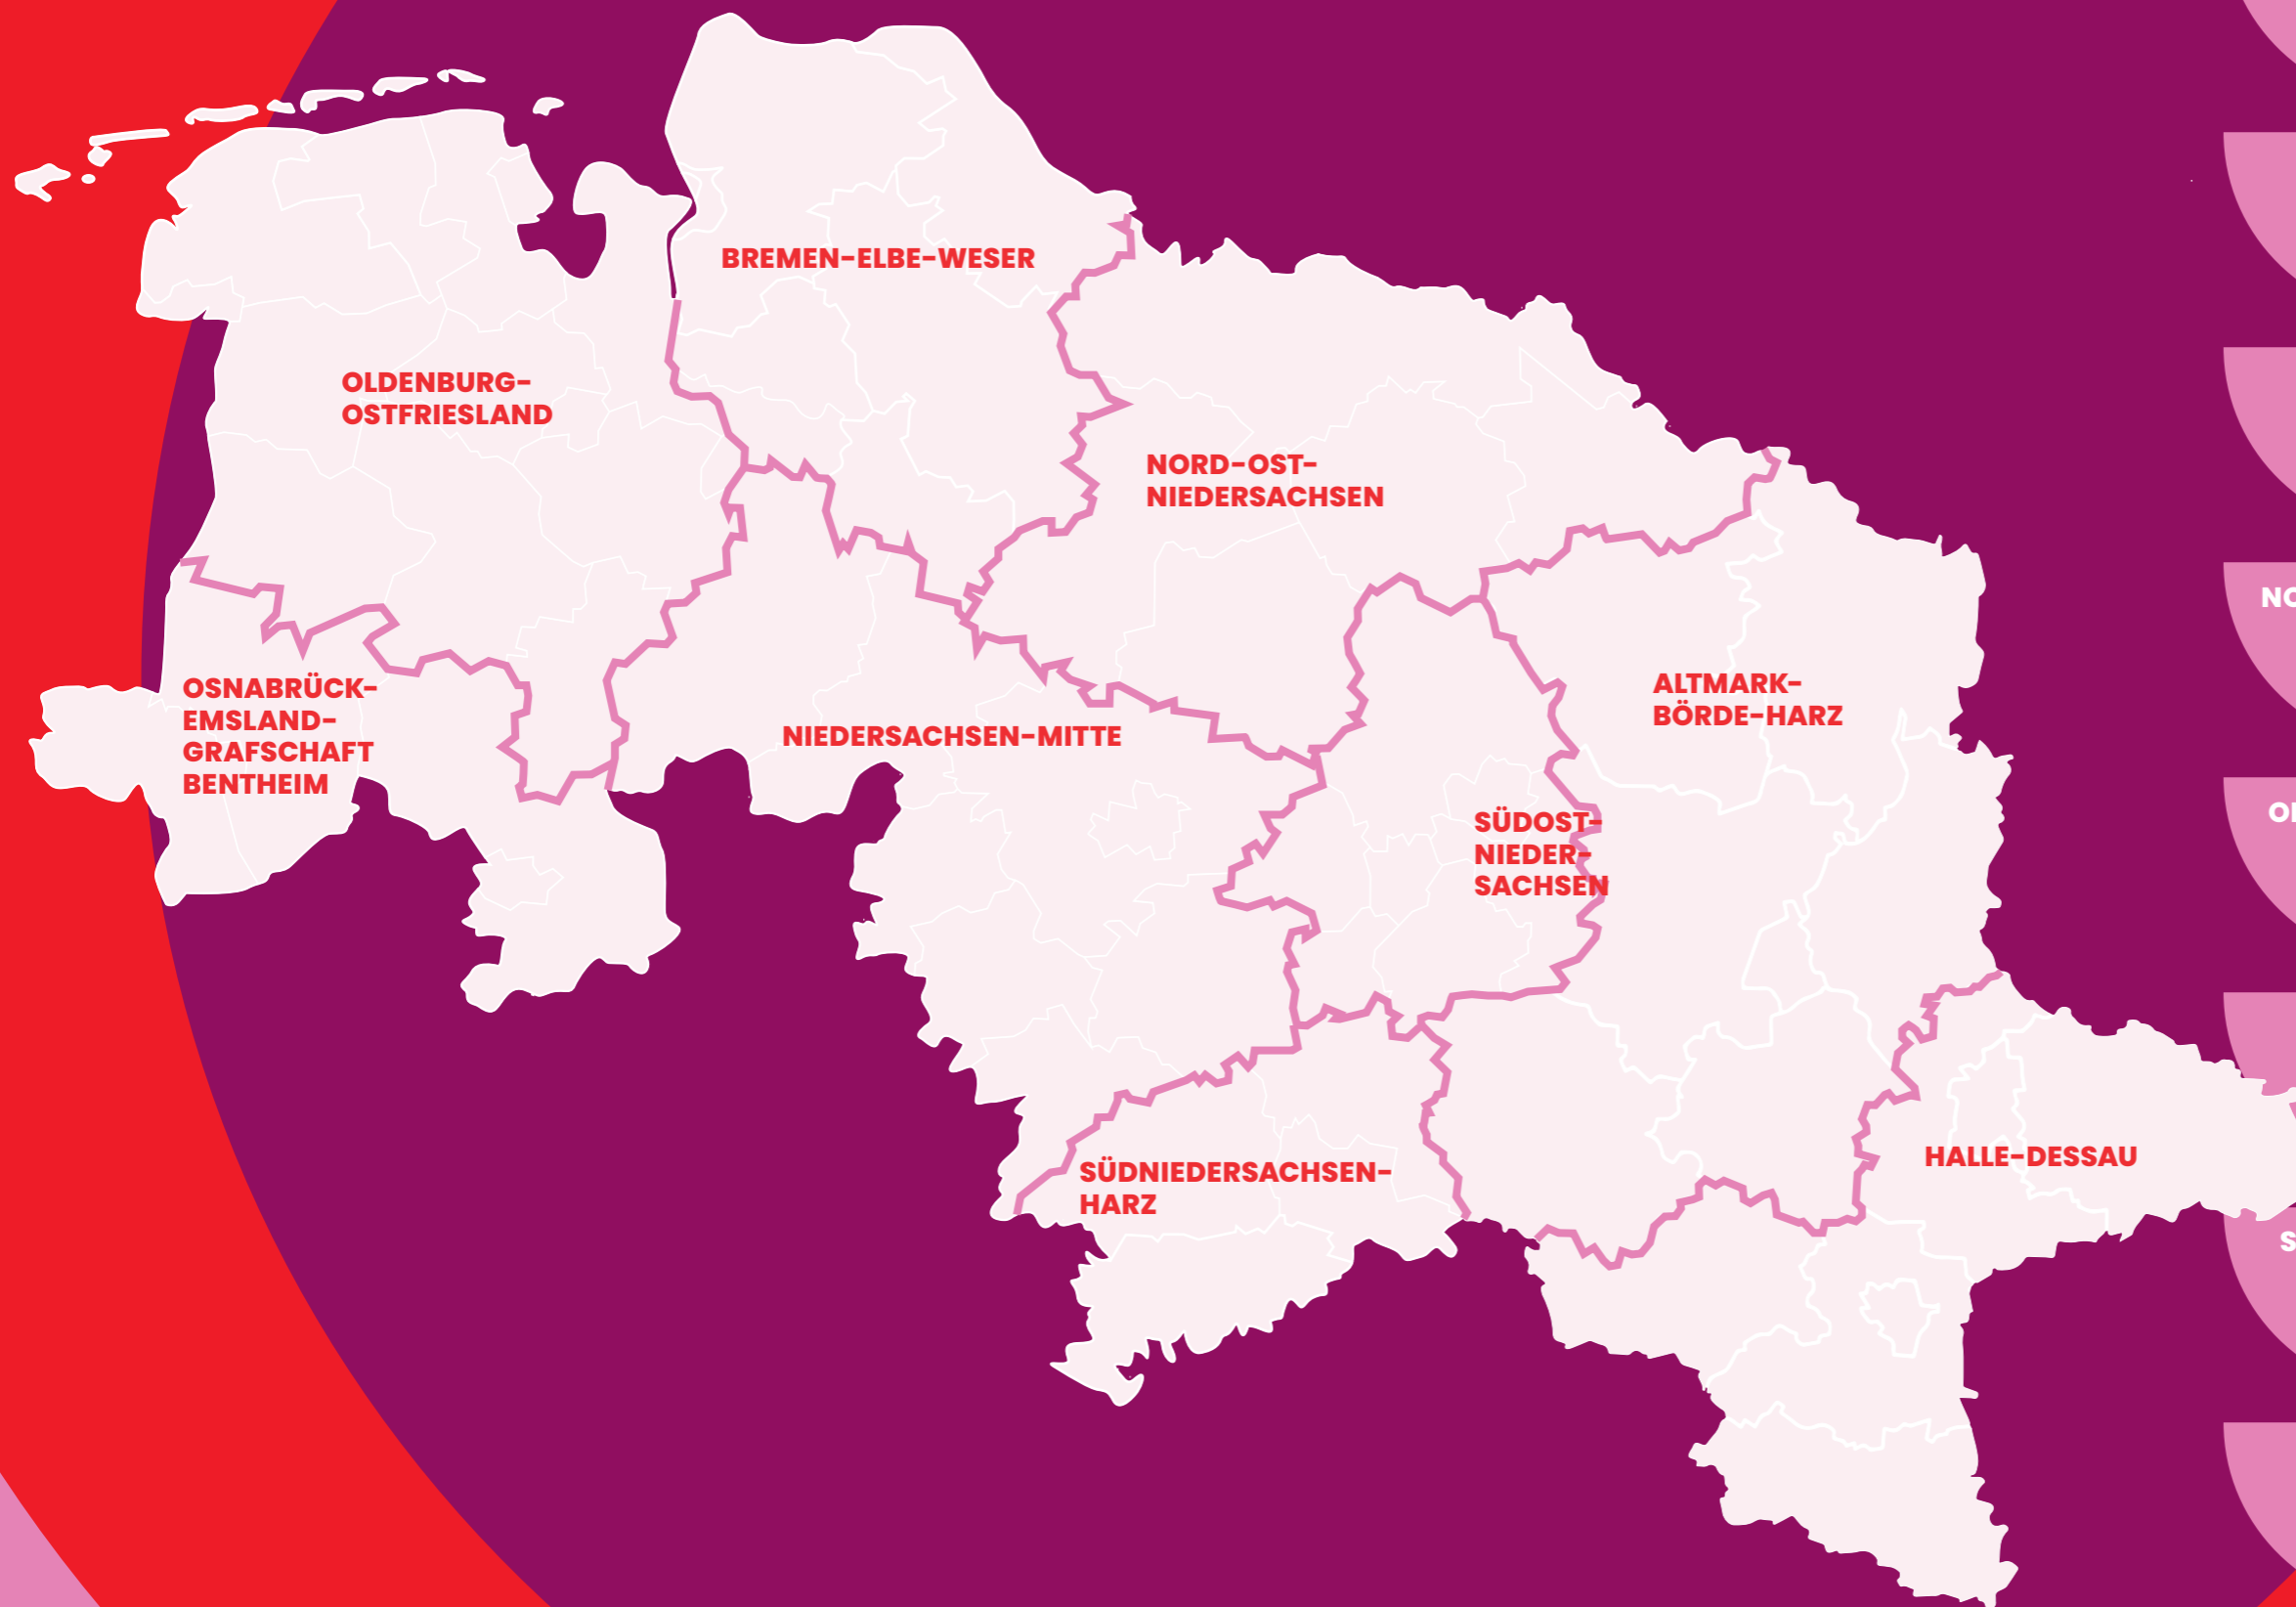 BREMEN-ELBE-WESER
OLDENBURG-
OSTFRIESLAND
NORD-OST-
NIEDERSACHSEN
OSNABRÜCK-
EMSLAND-
GRAFSCHAFT
BENTHEIM
NIEDERSACHSEN-MITTE
ALTMARK-
BÖRDE-HARZ
SÜDOST-
NIEDER-
SACHSEN
SÜDNIEDERSACHSEN-
HARZ
HALLE-DESSAU